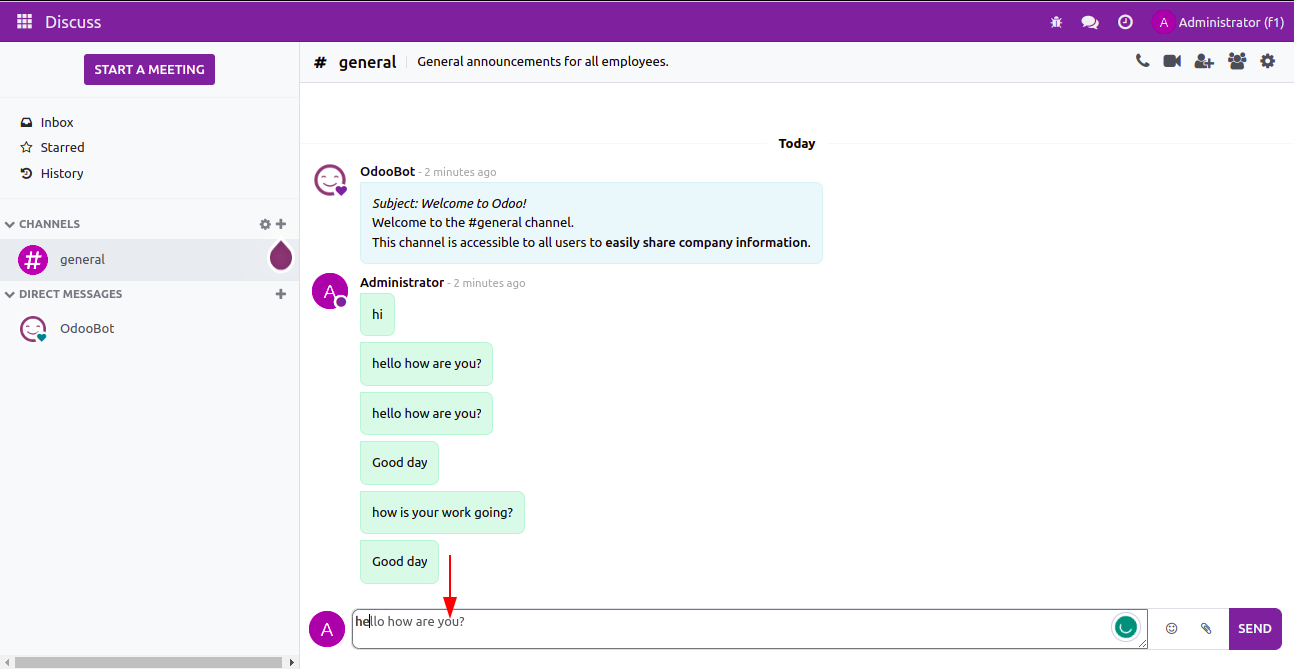 Discuss
A Administrator (f1)
START A MEETING
# general General announcements for all employees.
Inbox
Starred
History
CHANNELS
# general
DIRECT MESSAGES
OdooBot
Today
OdooBot - 2 minutes ago
Subject: Welcome to Odoo!
Welcome to the #general channel.
This channel is accessible to all users to easily share company information.
A Administrator - 2 minutes ago
hi
hello how are you?
hello how are you?
Good day
how is your work going?
Good day
A hello how are you?
SEND